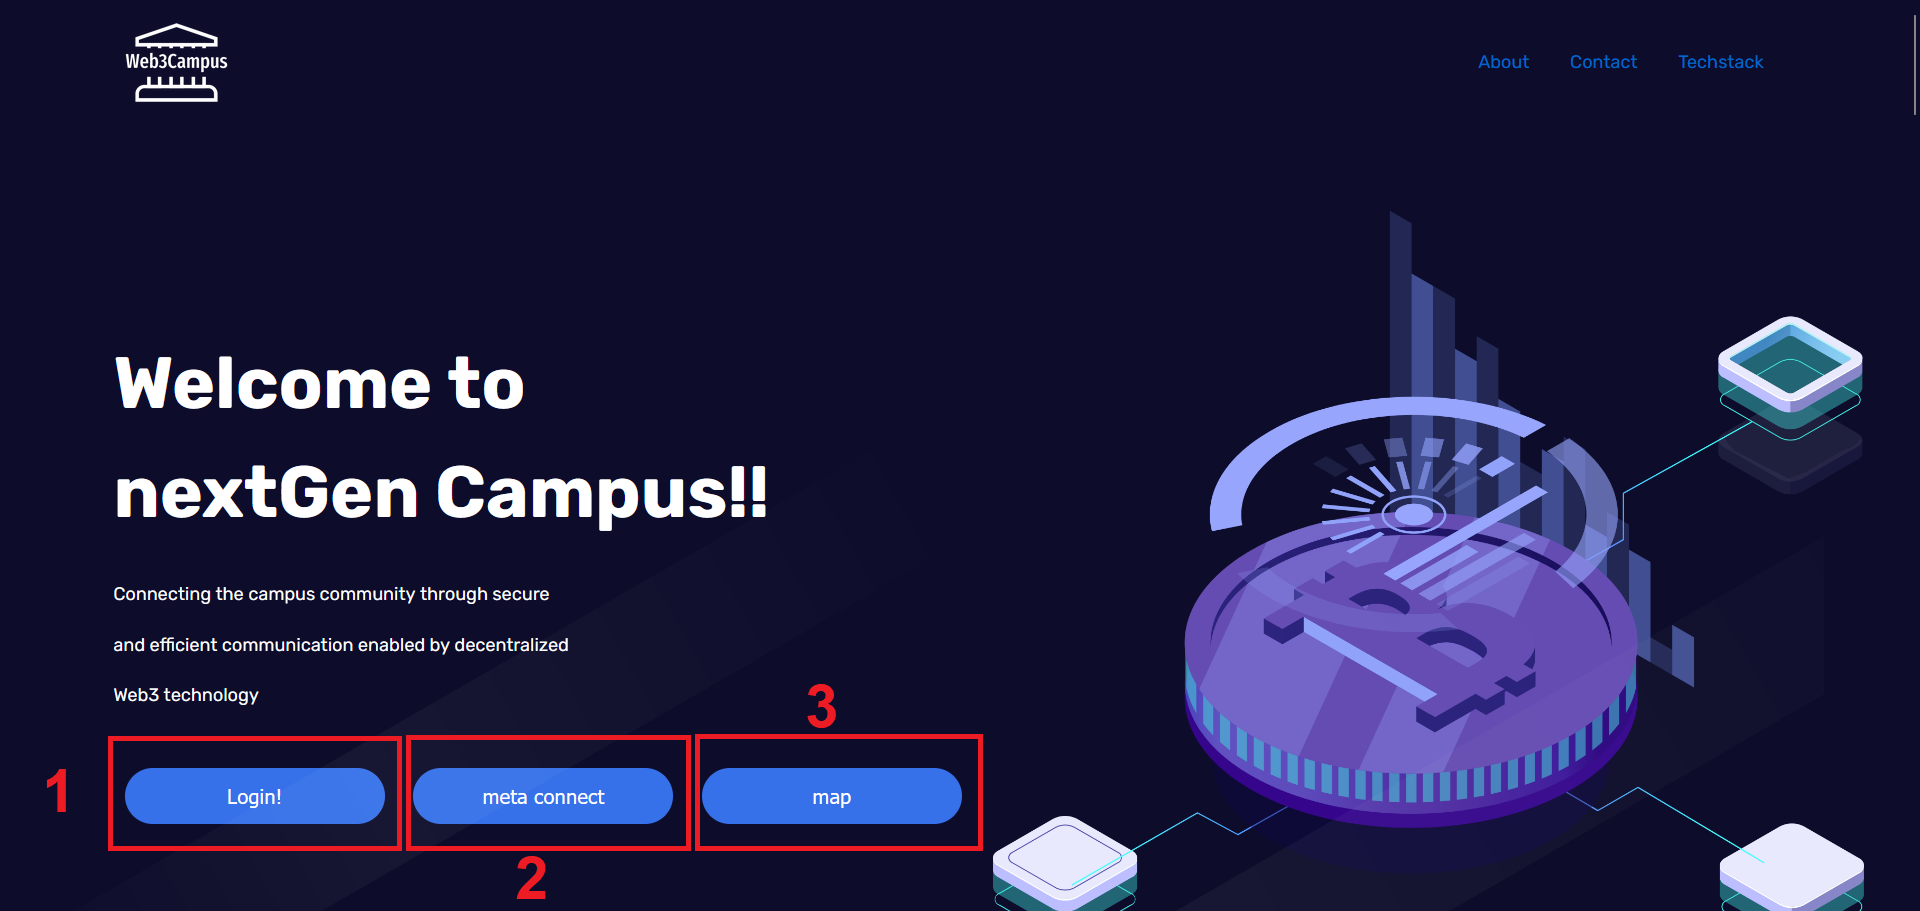 Web3Campus
About Contact Techstack
Welcome to
nextGen Campus!!
Connecting the campus community through secure
and efficient communication enabled by decentralized
Web3 technology
3
1
Login! meta connect map
2